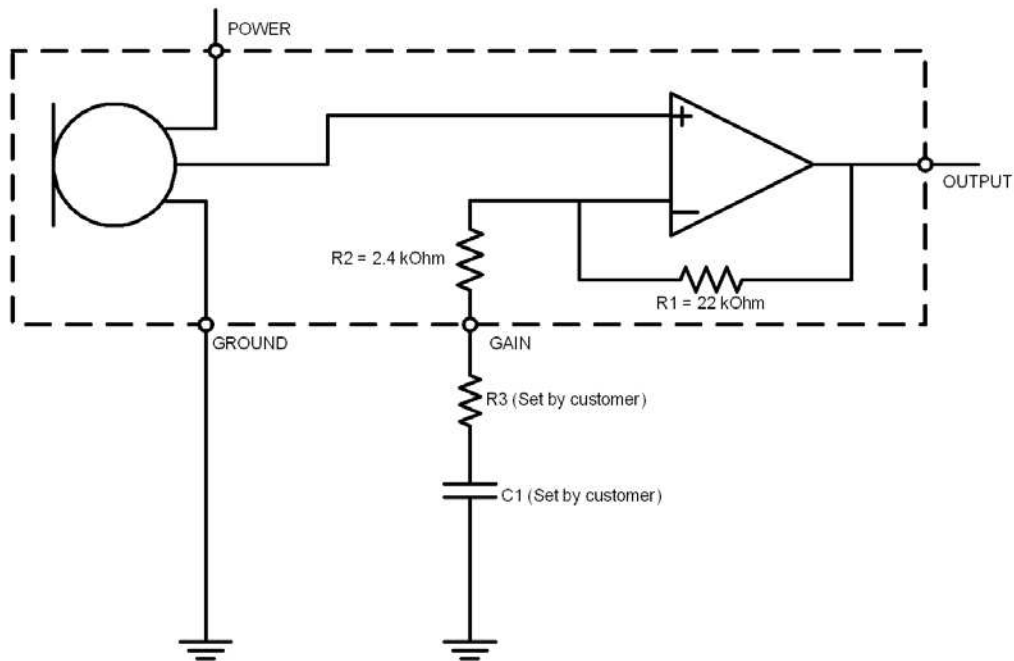 POWER
+
OUTPUT
−
R2 = 2.4 kOhm
R1 = 22 kOhm
GROUND
GAIN
R3 (Set by customer)
C1 (Set by customer)